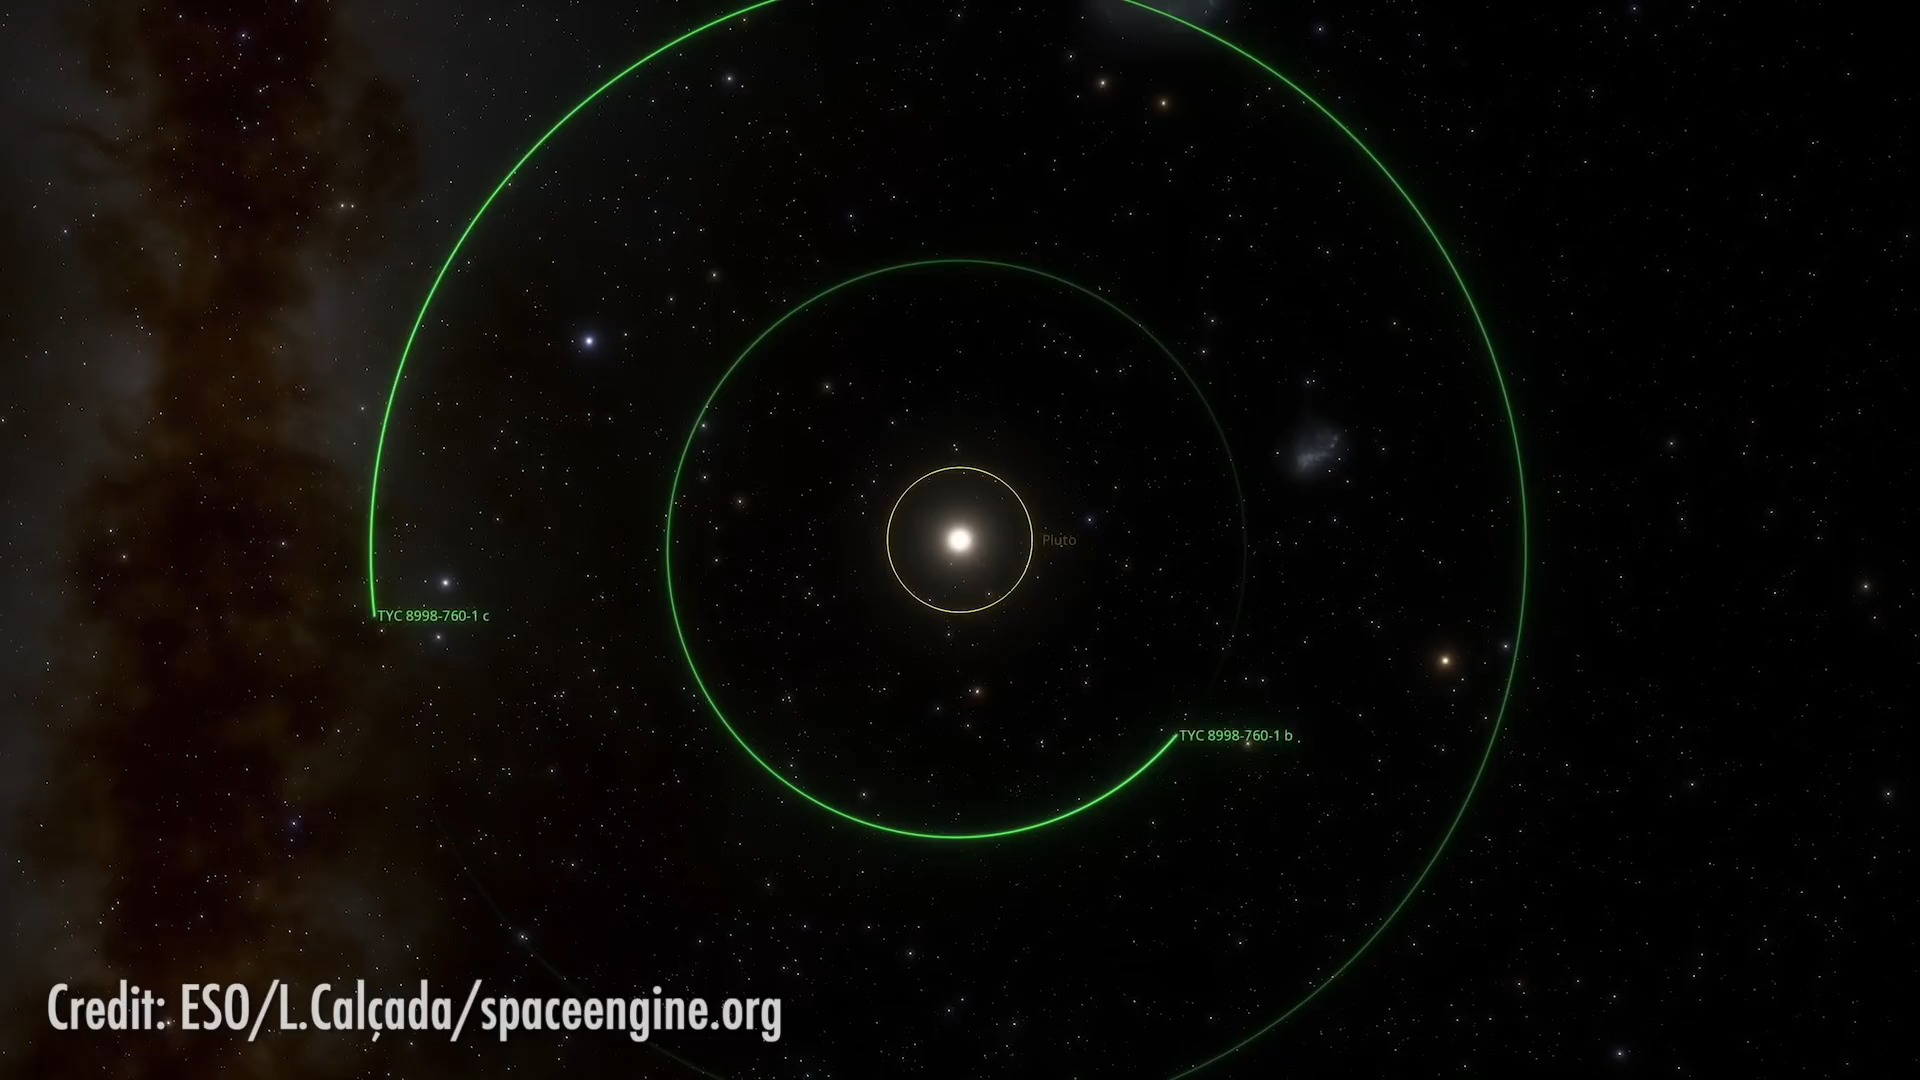 Pluto
TYC 8998-760-1 c
TYC 8998-760-1 b
Credit: ESO/L.Calçada/spaceengine.org